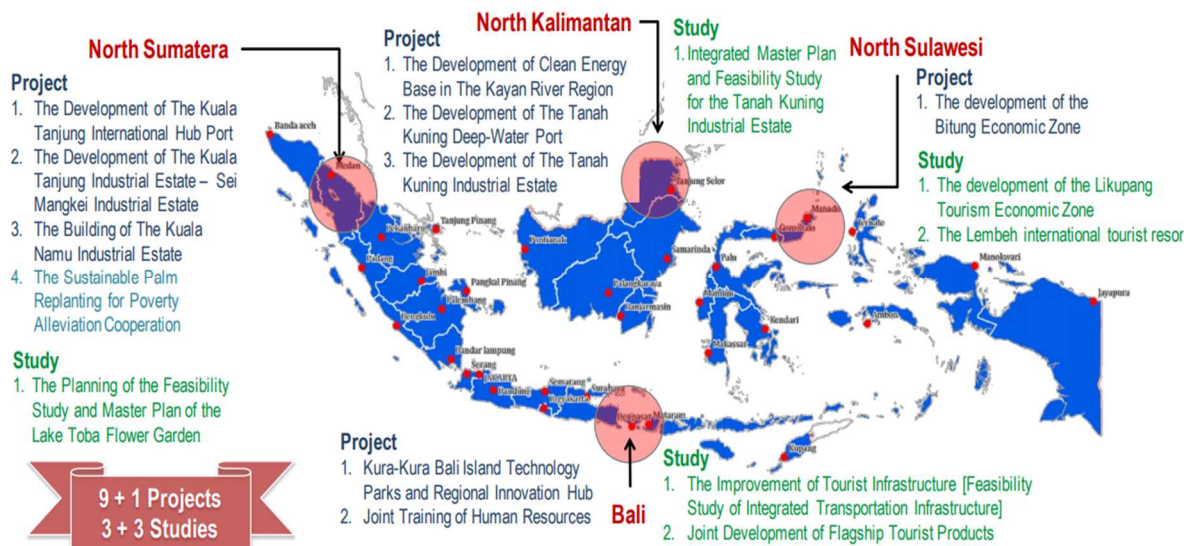 North Sumatera
Project
1. The Development of The Kuala
Tanjung International Hub Port
2. The Development of The Kuala
Tanjung Industrial Estate – Sei
Mangkei Industrial Estate
3. The Building of The Kuala
Namu Industrial Estate
4. The Sustainable Palm
Replanting for Poverty
Alleviation Cooperation
Study
1. The Planning of the Feasibility
Study and Master Plan of the
Lake Toba Flower Garden
9 + 1 Projects
3 + 3 Studies
North Kalimantan
Project
1. The Development of Clean Energy
Base in The Kayan River Region
2. The Development of The Tanah
Kuning Deep-Water Port
3. The Development of The Tanah
Kuning Industrial Estate
Study
1. Integrated Master Plan
and Feasibility Study
for the Tanah Kuning
Industrial Estate
North Sulawesi
Project
1. The development of the
Bitung Economic Zone
Study
1. The development of the Likupang
Tourism Economic Zone
2. The Lembeh international tourist resor
Banda aceh
Medan
Pekanbaru
Tanjung Pinang
Padang
Jambi
Pangkal Pinang
Palembang
Bengkulu
Bandar lampung
Serang
JAKARTA
Bandung
Semarang
Yogyakarta
Surabaya
Denpasar
Mataram
Kupang
Pontianak
Tanjung Selor
Samarinda
Palangkaraya
Banjarmasin
Manado
Gorontalo
Ternate
Palu
Mamuju
Kendari
Makassar
Ambon
Manokwari
Jayapura
Project
1. Kura-Kura Bali Island Technology
Parks and Regional Innovation Hub
2. Joint Training of Human Resources
Bali
Study
1. The Improvement of Tourist Infrastructure [Feasibility
Study of Integrated Transportation Infrastructure]
2. Joint Development of Flagship Tourist Products